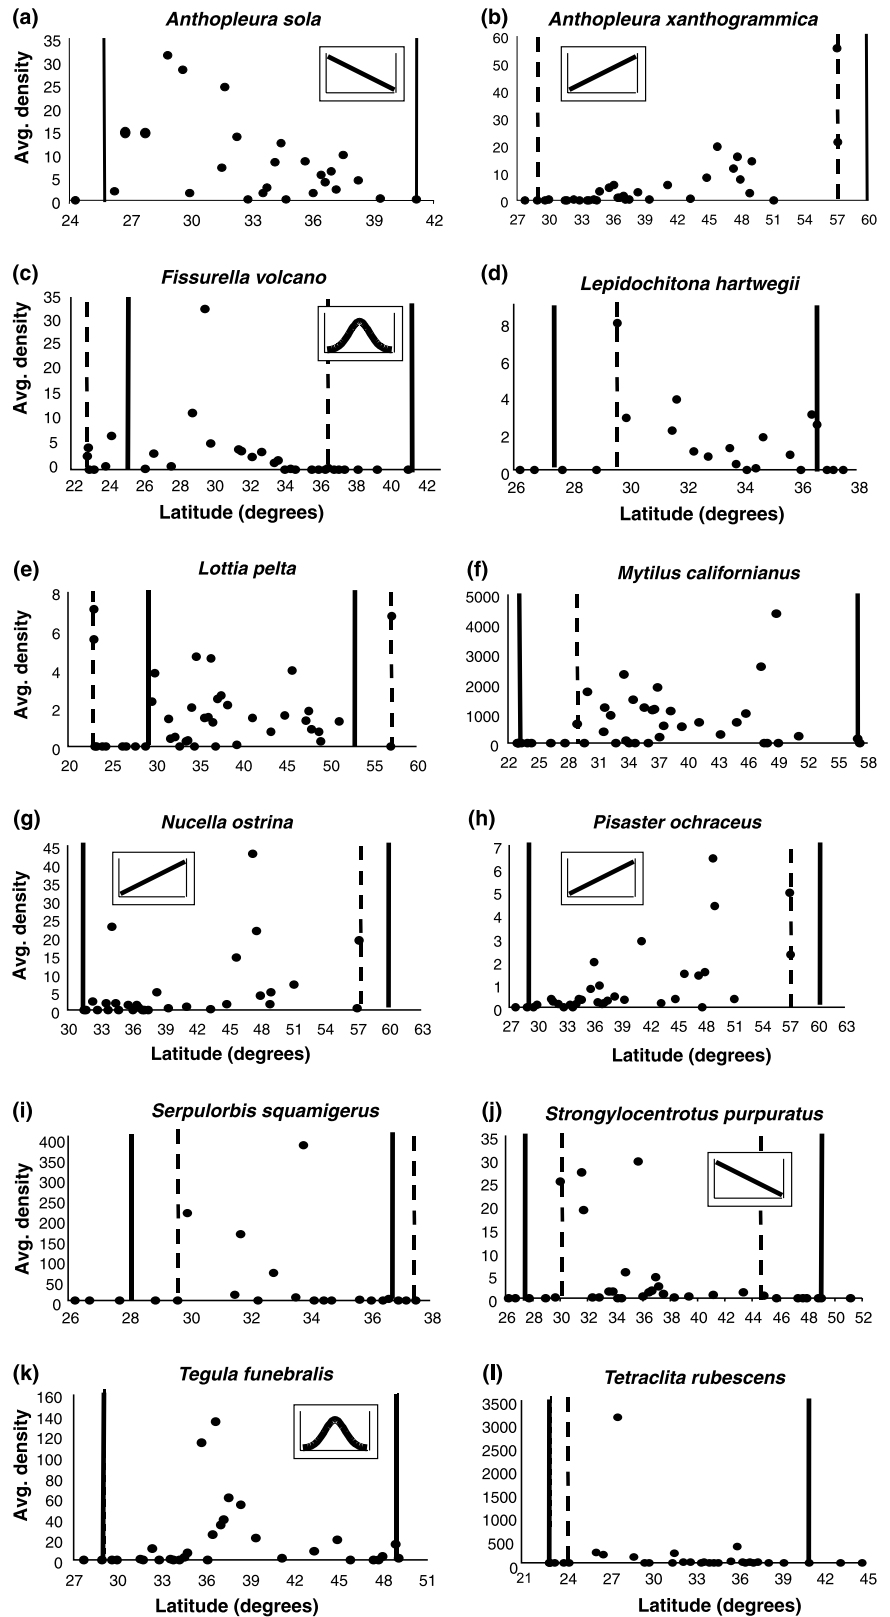 (a) Anthopleura sola
Avg. density
35
30
25
20
15
10
5
0
24 27 30 33 36 39 42
(b) Anthopleura xanthogrammica
60
50
40
30
20
10
0
27 30 33 36 39 42 45 48 51 54 57 60
(c) Fissurella volcano
Avg. density
35
30
25
20
15
10
5
0
22 24 26 28 30 32 34 36 38 40 42
Latitude (degrees)
(d) Lepidochitona hartwegii
8
6
4
2
0
26 28 30 32 34 36 38
Latitude (degrees)
(e) Lottia pelta
Avg. density
8
6
4
2
0
20 25 30 35 40 45 50 55 60
(f) Mytilus californianus
5000
4000
3000
2000
1000
0
22 25 28 31 34 37 40 43 46 49 52 55 58
(g) Nucella ostrina
Avg. density
45
40
35
30
25
20
15
10
5
0
30 33 36 39 42 45 48 51 54 57 60 63
Latitude (degrees)
(h) Pisaster ochraceus
7
6
5
4
3
2
1
0
27 30 33 36 39 42 45 48 51 54 57 60 63
Latitude (degrees)
(i) Serpulorbis squamigerus
Avg. density
400
350
300
250
200
150
100
50
0
26 28 30 32 34 36 38
(j) Strongylocentrotus purpuratus
35
30
25
20
15
10
5
0
26 28 30 32 34 36 38 40 42 44 46 48 50 52
(k) Tegula funebralis
Avg. density
160
140
120
100
80
60
40
20
0
27 30 33 36 39 42 45 48 51
Latitude (degrees)
(l) Tetraclita rubescens
3500
3000
2500
2000
1500
1000
500
0
21 24 27 30 33 36 39 42 45
Latitude (degrees)